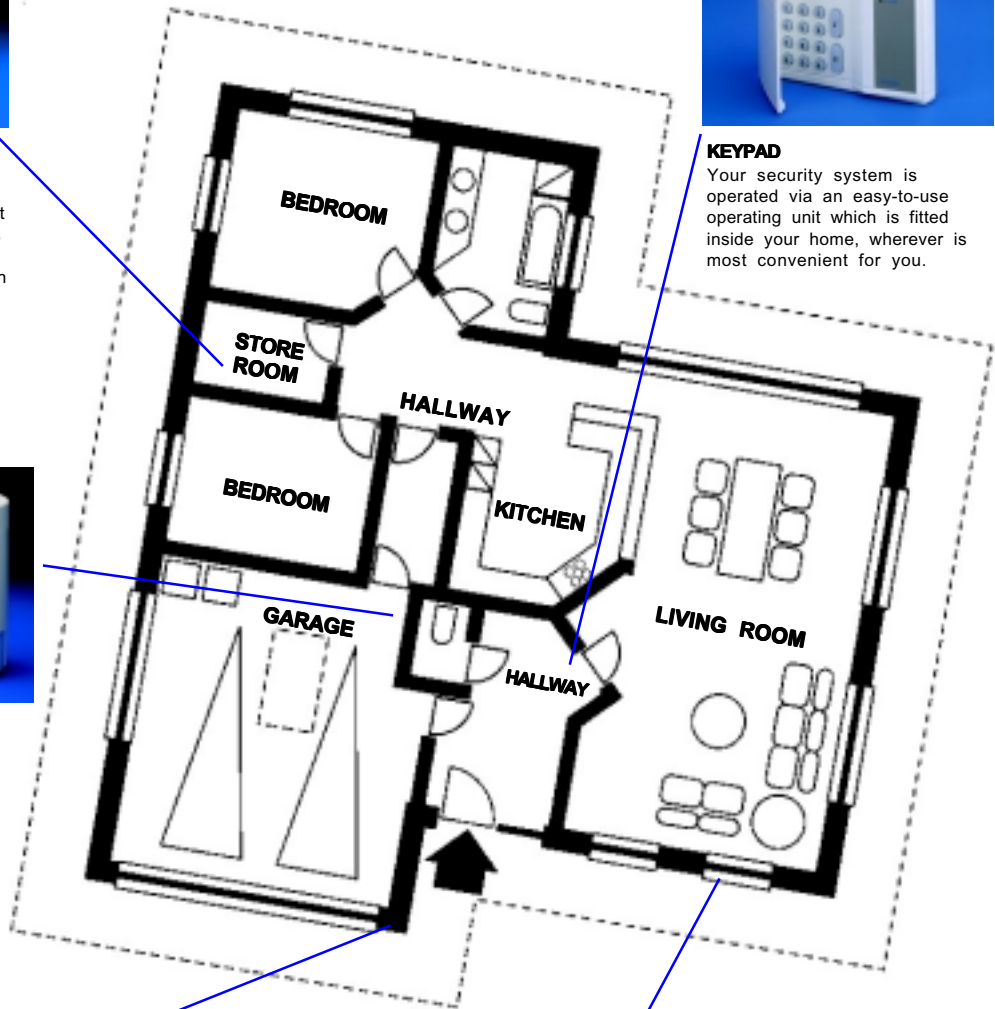 KEYPAD
Your security system is
operated via an easy-to-use
operating unit which is fitted
inside your home, wherever is
most convenient for you.
BEDROOM
STORE
ROOM
HALLWAY
BEDROOM
KITCHEN
GARAGE
LIVING ROOM
HALLWAY